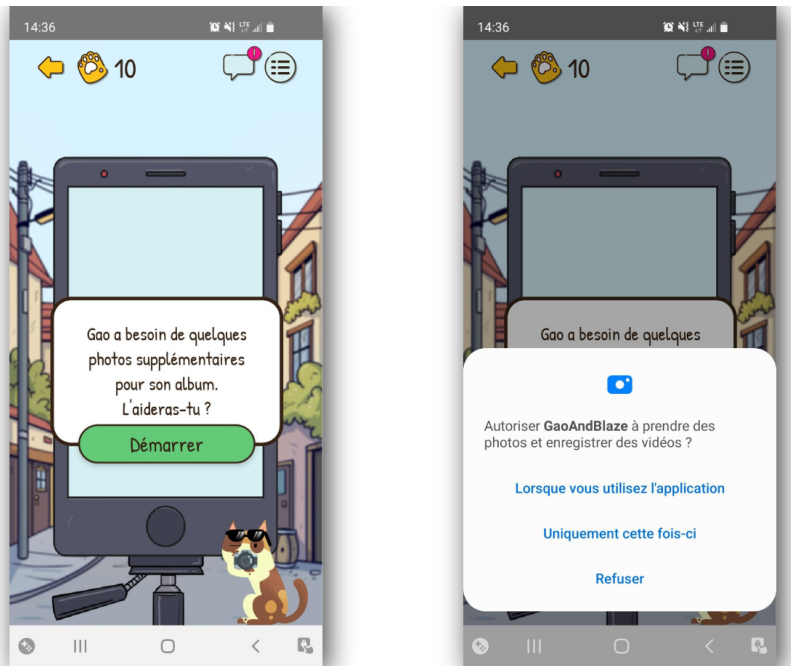 14:36
LTE
10
Gao a besoin de quelques
photos supplémentaires
pour son album.
L'aideras-tu ?
Démarrer
14:36
LTE
10
Gao a besoin de quelques
Autoriser GaoAndBlaze à prendre des
photos et enregistrer des vidéos ?
Lorsque vous utilisez l'application
Uniquement cette fois-ci
Refuser